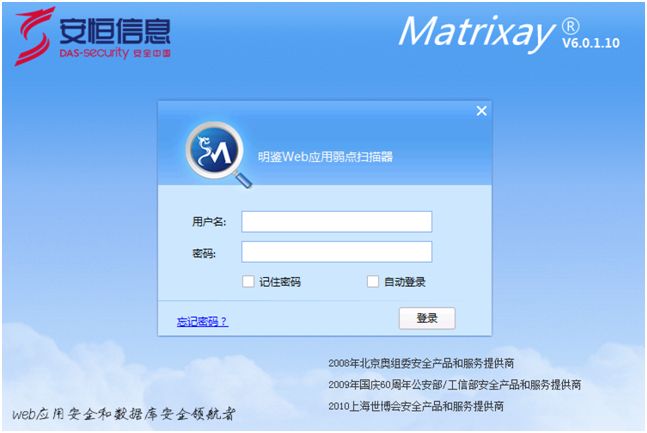 安恒信息
DAS-security 安全中国
Matrixay ®
V6.0.1.10
明鉴Web应用弱点扫描器
用户名:
密码:
记住密码
自动登录
忘记密码？
登录
2008年北京奥组委安全产品和服务提供商
2009年国庆60周年公安部/工信部安全产品和服务提供商
2010上海世博会安全产品和服务提供商
web应用安全和数据库安全领航者